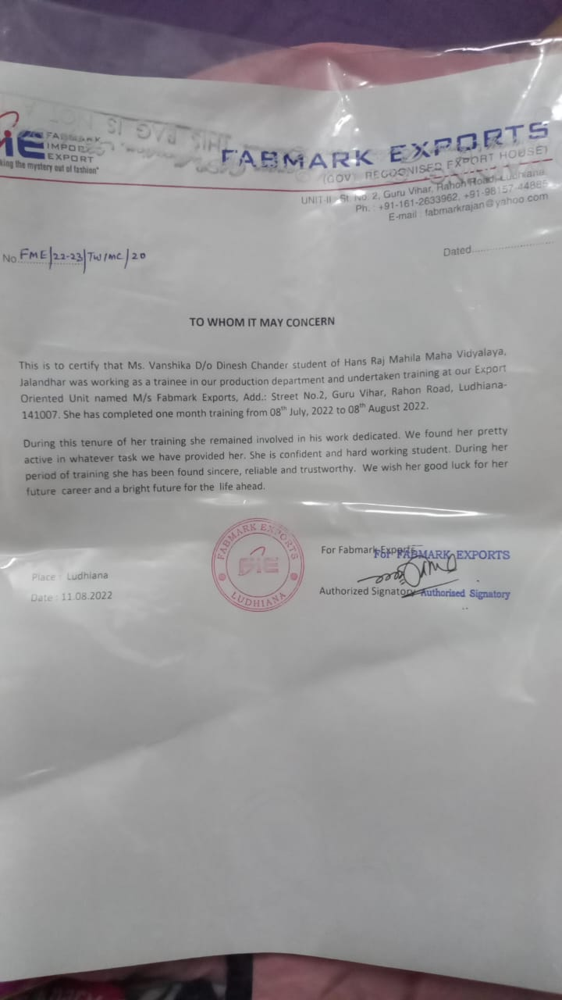 FABMARK
IMPORT
EXPORT
king the mystery out of fashion"
THIS BAG IS NOT A
FABMARK EXPORTS
(GOVT. RECOGNISED EXPORT HOUSE)
UNIT-II : St. No. 2, Guru Vihar, Rahon Road, Ludhiana
Ph. : +91-161-2633962, +91-98157-44885
E-mail : fabmarkrajan@yahoo.com
No. FME/22-23/TW/MC/20
Dated
TO WHOM IT MAY CONCERN
This is to certify that Ms. Vanshika D/o Dinesh Chander student of Hans Raj Mahila Maha Vidyalaya,
Jalandhar was working as a trainee in our production department and undertaken training at our Export
Oriented Unit named M/s Fabmark Exports, Add.: Street No.2, Guru Vihar, Rahon Road, Ludhiana-
141007. She has completed one month training from 08th July, 2022 to 08th August 2022.
During this tenure of her training she remained involved in his work dedicated. We found her pretty
active in whatever task we have provided her. She is confident and hard working student. During her
period of training she has been found sincere, reliable and trustworthy. We wish her good luck for her
future career and a bright future for the life ahead.
FABMARK EXPORTS
LUDHIANA
For Fabmark Exports
For FABMARK EXPORTS
Place : Ludhiana
Date : 11.08.2022
Authorized Signatory
Authorised Signatory